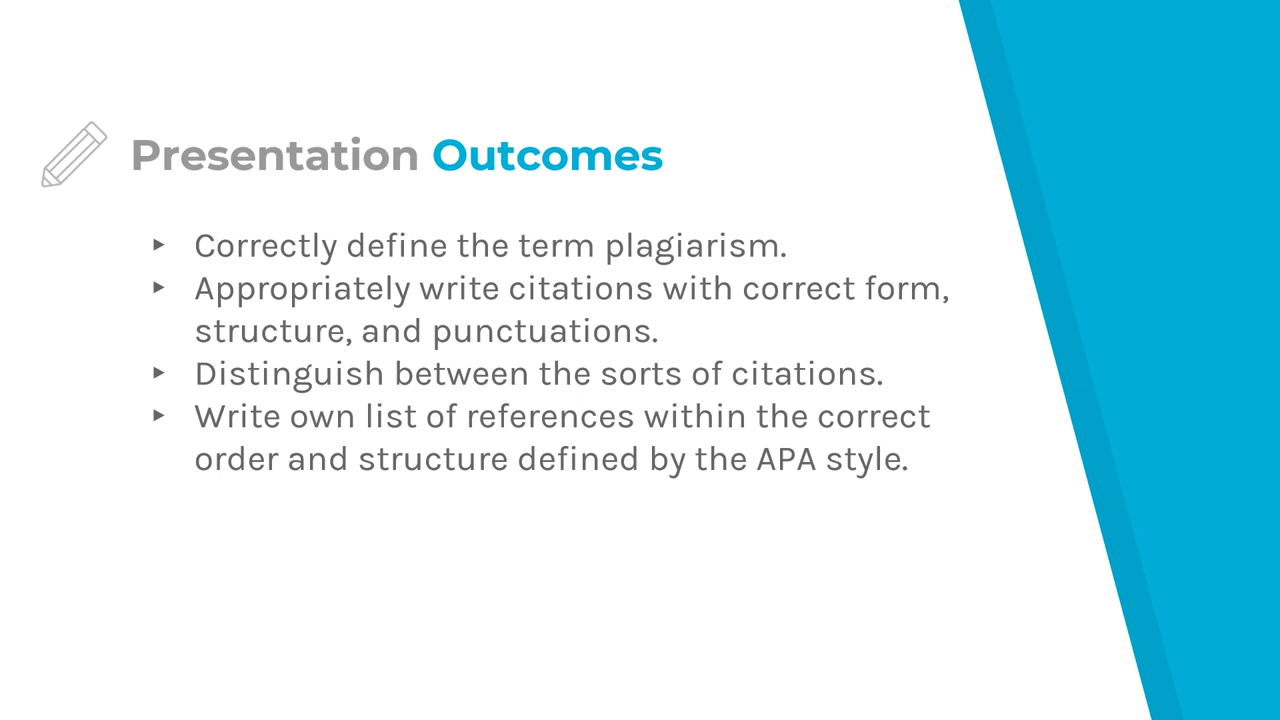 Presentation Outcomes
▸ Correctly define the term plagiarism.
▸ Appropriately write citations with correct form,
structure, and punctuations.
▸ Distinguish between the sorts of citations.
▸ Write own list of references within the correct
order and structure defined by the APA style.